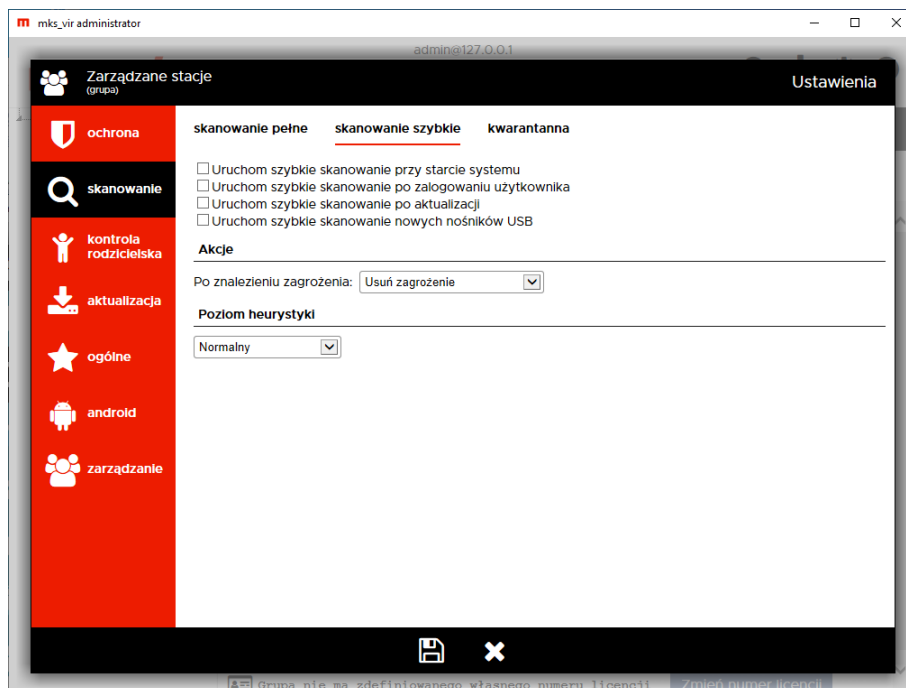 mks_vir administrator
admin@127.0.0.1
Zarządzane stacje
(grupa)
Ustawienia
ochrona
skanowanie
kontrola
rodzicielska
aktualizacja
ogólne
android
zarządzanie
skanowanie pełne
skanowanie szybkie
kwarantanna
Uruchom szybkie skanowanie przy starcie systemu
Uruchom szybkie skanowanie po zalogowaniu użytkownika
Uruchom szybkie skanowanie po aktualizacji
Uruchom szybkie skanowanie nowych nośników USB
Akcje
Po znalezieniu zagrożenia: Usuń zagrożenie
Poziom heurystyki
Normalny
Grupa nie ma zdefiniowanego własnego numeru licencji
Zmień numer licencji